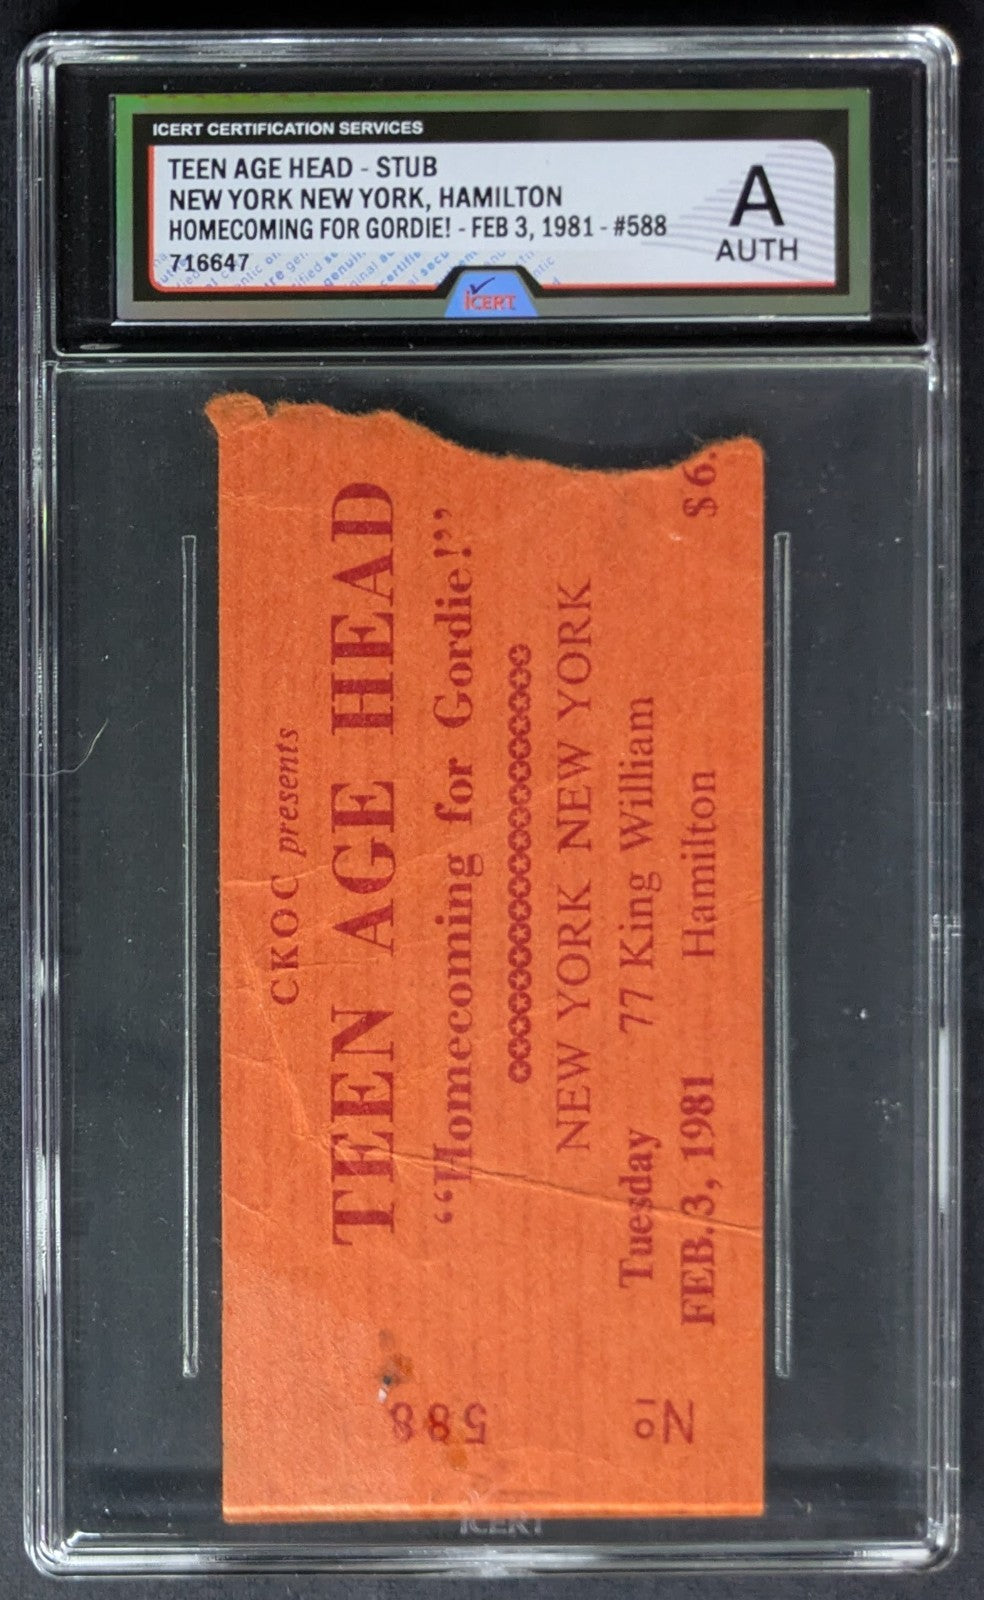 ICERT CERTIFICATION SERVICES
TEEN AGE HEAD - STUB
NEW YORK NEW YORK, HAMILTON
HOMECOMING FOR GORDIE! - FEB 3, 1981 - #588
716647
A
AUTH
iCERT
CKOC presents
TEEN AGE HEAD
“Homecoming for Gordie!”
NEW YORK NEW YORK
Tuesday 77 King William
FEB. 3, 1981 Hamilton $6.
No 588
ICERT